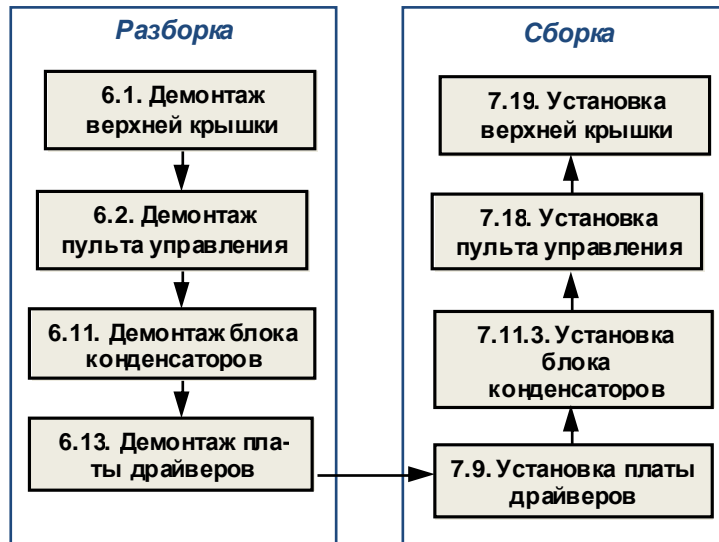 Разборка
6.1. Демонтаж
верхней крышки
6.2. Демонтаж
пульта управления
6.11. Демонтаж блока
конденсаторов
6.13. Демонтаж пла-
ты драйверов
Сборка
7.19. Установка
верхней крышки
7.18. Установка
пульта управления
7.11.3. Установка
блока
конденсаторов
7.9. Установка платы
драйверов